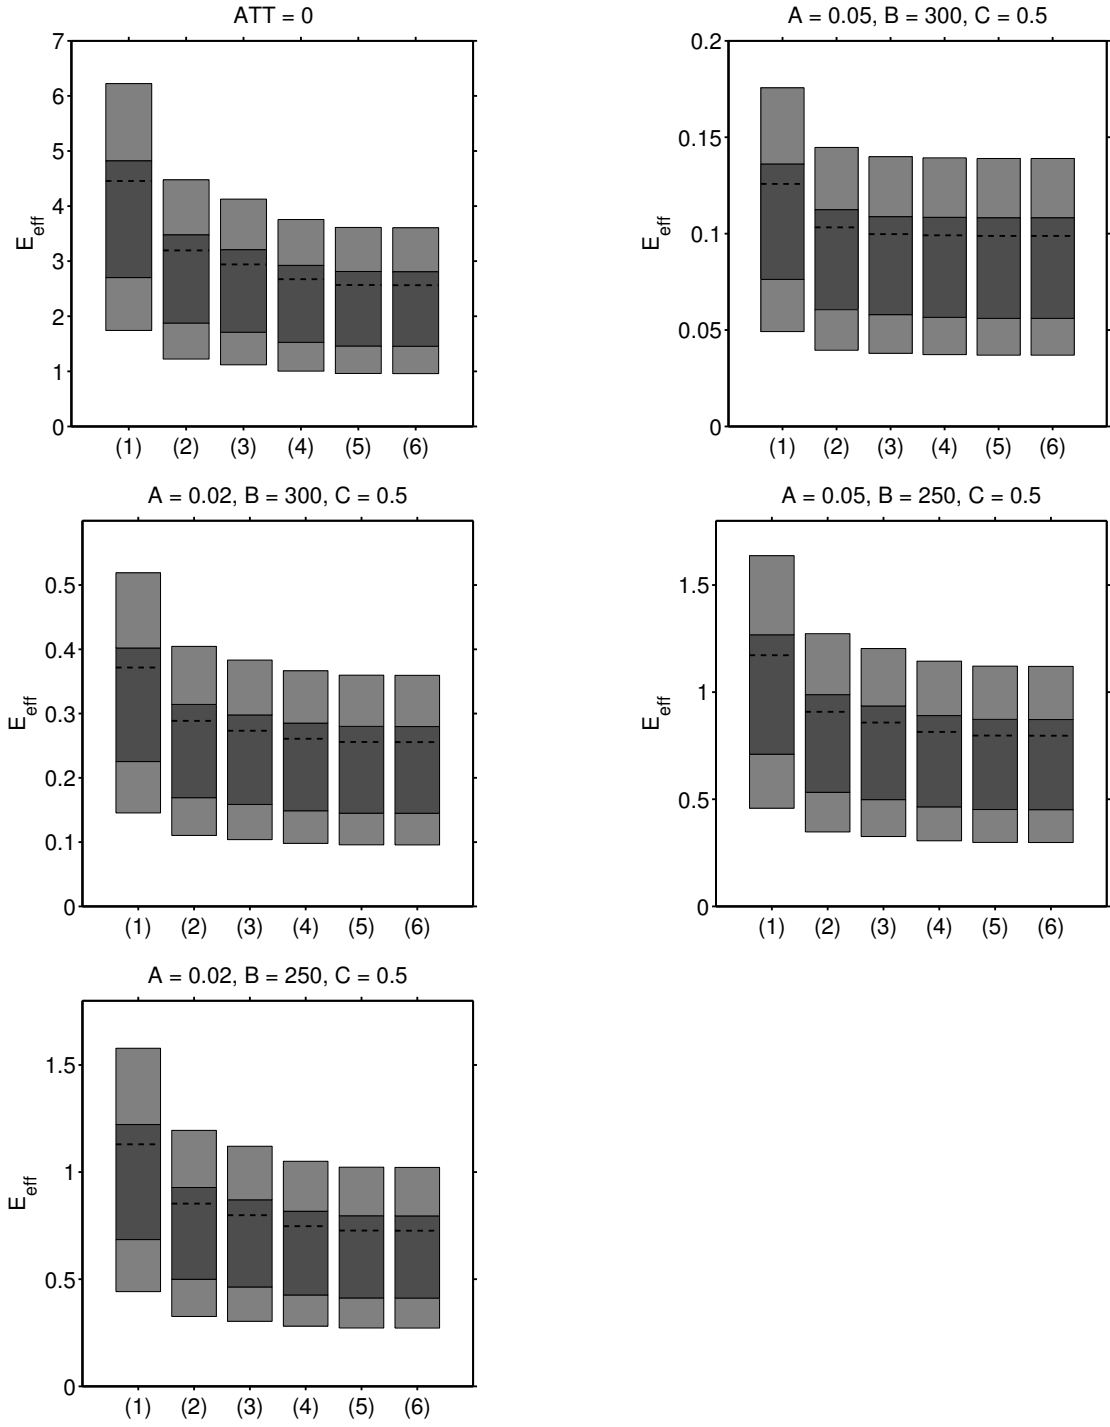 ATT = 0
7
6
5
4
3
2
1
0
E_eff
(1) (2) (3) (4) (5) (6)
A = 0.05, B = 300, C = 0.5
0.2
0.15
0.1
0.05
0
E_eff
(1) (2) (3) (4) (5) (6)
A = 0.02, B = 300, C = 0.5
0.5
0.4
0.3
0.2
0.1
0
E_eff
(1) (2) (3) (4) (5) (6)
A = 0.05, B = 250, C = 0.5
1.5
1
0.5
0
E_eff
(1) (2) (3) (4) (5) (6)
A = 0.02, B = 250, C = 0.5
1.5
1
0.5
0
E_eff
(1) (2) (3) (4) (5) (6)